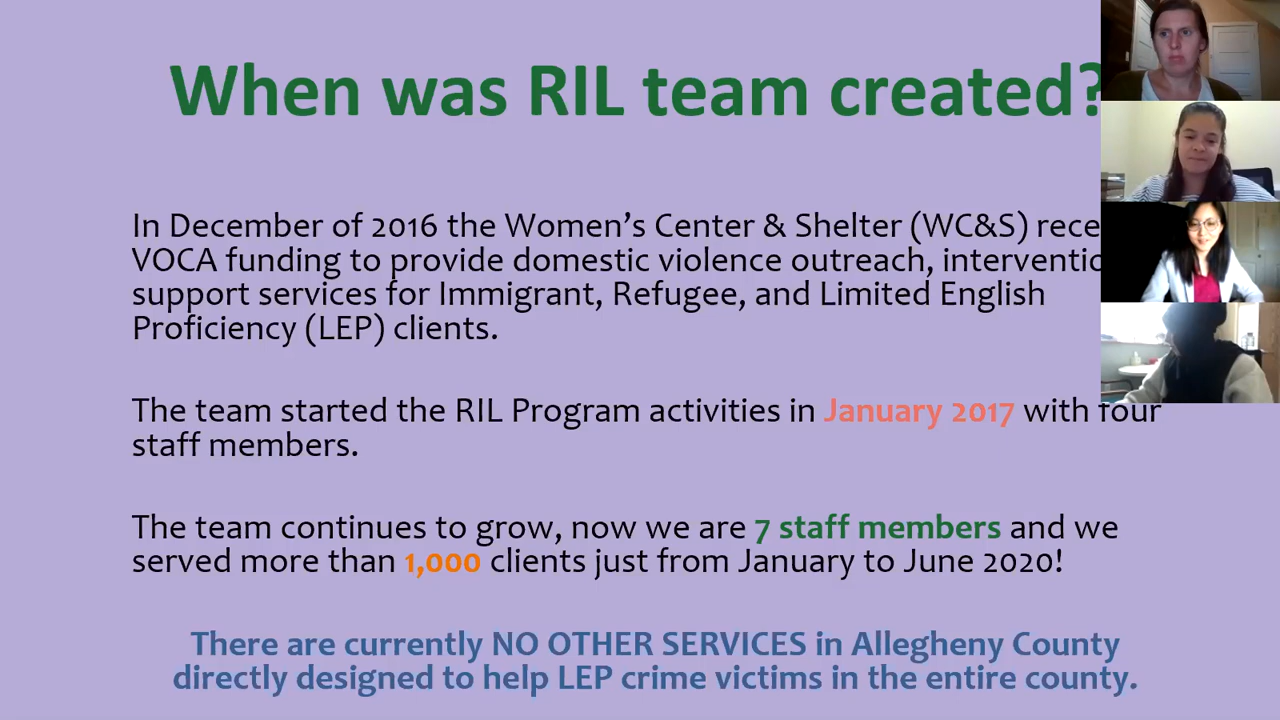 When was RIL team created?
In December of 2016 the Women’s Center & Shelter (WC&S)
VOCA funding to provide domestic violence outreach,
support services for Immigrant, Refugee, and Limited English
Proficiency (LEP) clients.
The team started the RIL Program activities in January 2017 with four
staff members.
The team continues to grow, now we are 7 staff members and we
served more than 1,000 clients just from January to June 2020!
There are currently NO OTHER SERVICES in Allegheny County
directly designed to help LEP crime victims in the entire county.